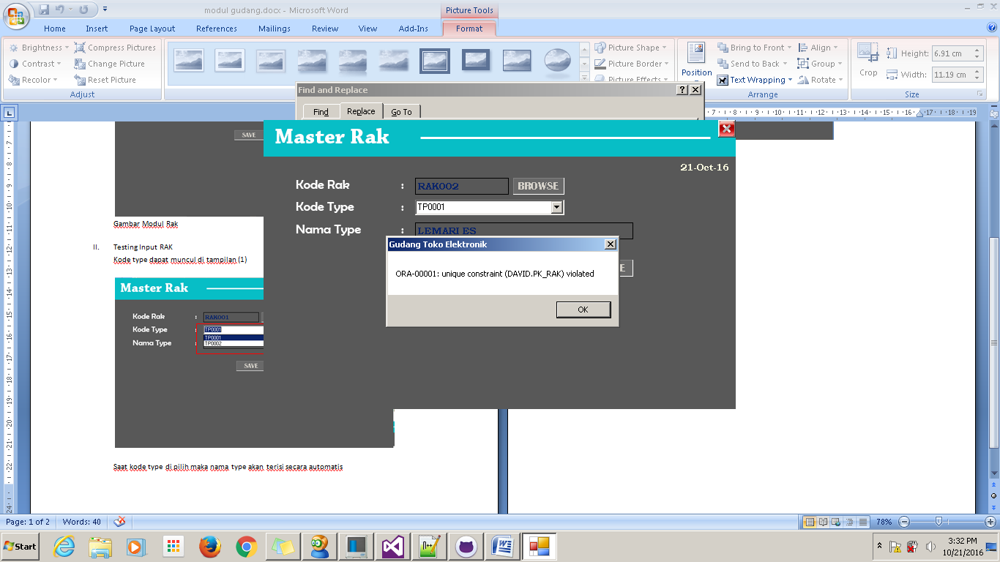 modul gudang.docx - Microsoft Word
Picture Tools
Home Insert Page Layout References Mailings Review View Add-Ins Format
Brightness
Contrast
Recolor
Compress Pictures
Change Picture
Reset Picture
Adjust
Picture Shape
Picture Border
Picture Effects
Position
Bring to Front
Send to Back
Text Wrapping
Align
Group
Rotate
Arrange
Crop
Height: 6.91 cm
Width: 11.19 cm
Size
Find and Replace
Find Replace Go To
SAVE
Gambar Modul Rak
II. Testing Input RAK
Kode type dapat muncul di tampilan (1)
Master Rak
Kode Rak : RAK001
Kode Type : TP0001
TP0001
Nama Type : TP0002
SAVE
Saat kode type di pilih maka nama type akan terisi secara automatis
Master Rak
21-Oct-16
Kode Rak : RAK002 BROWSE
Kode Type : TP0001
Nama Type : LEMARI ES
Gudang Toko Elektronik
ORA-00001: unique constraint (DAVID.PK_RAK) violated
OK
Page: 1 of 2 Words: 40
78%
Start
3:32 PM
10/21/2016